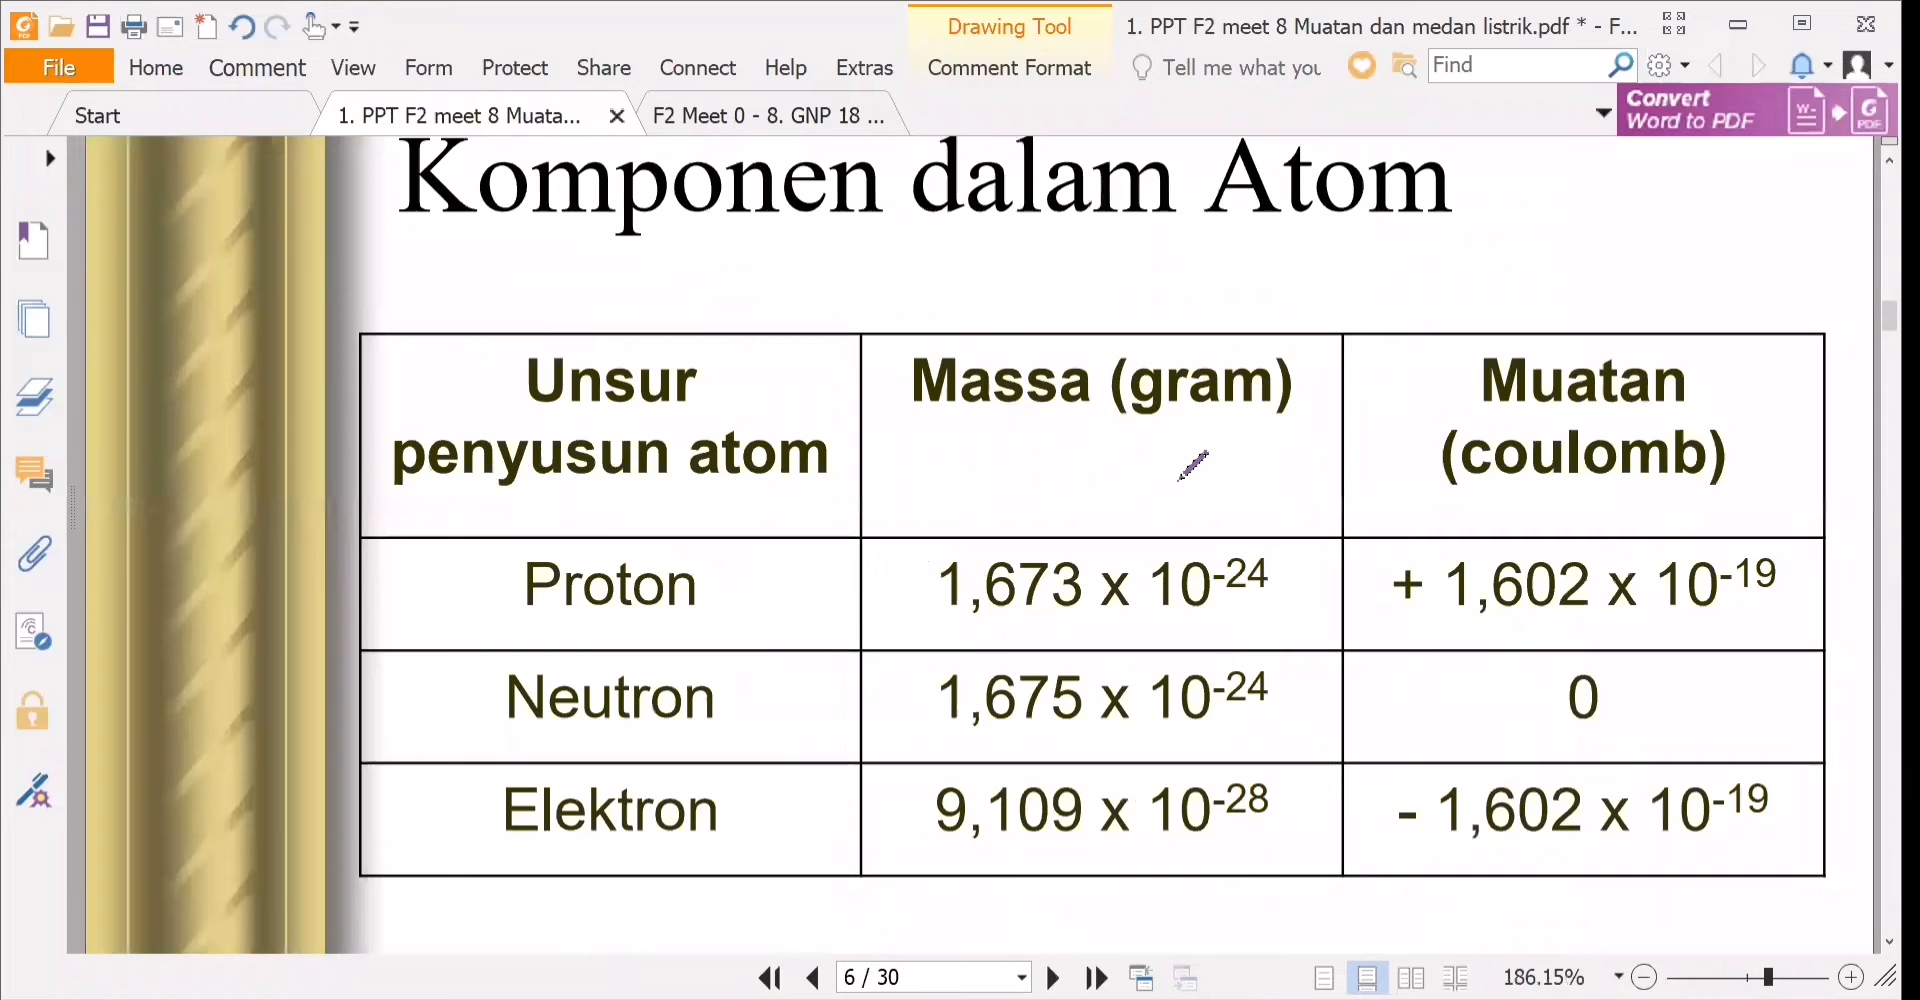 Drawing Tool
1. PPT F2 meet 8 Muatan dan medan listrik.pdf * - F...
File Home Comment View Form Protect Share Connect Help Extras Comment Format Tell me what you Find
Start 1. PPT F2 meet 8 Muata... F2 Meet 0 - 8. GNP 18 ...
Convert
Word to PDF
Komponen dalam Atom
Unsur
penyusun atom
Massa (gram)
Muatan
(coulomb)
Proton 1,673 x 10⁻²⁴ + 1,602 x 10⁻¹⁹
Neutron 1,675 x 10⁻²⁴ 0
Elektron 9,109 x 10⁻²⁸ - 1,602 x 10⁻¹⁹
6 / 30 186.15%